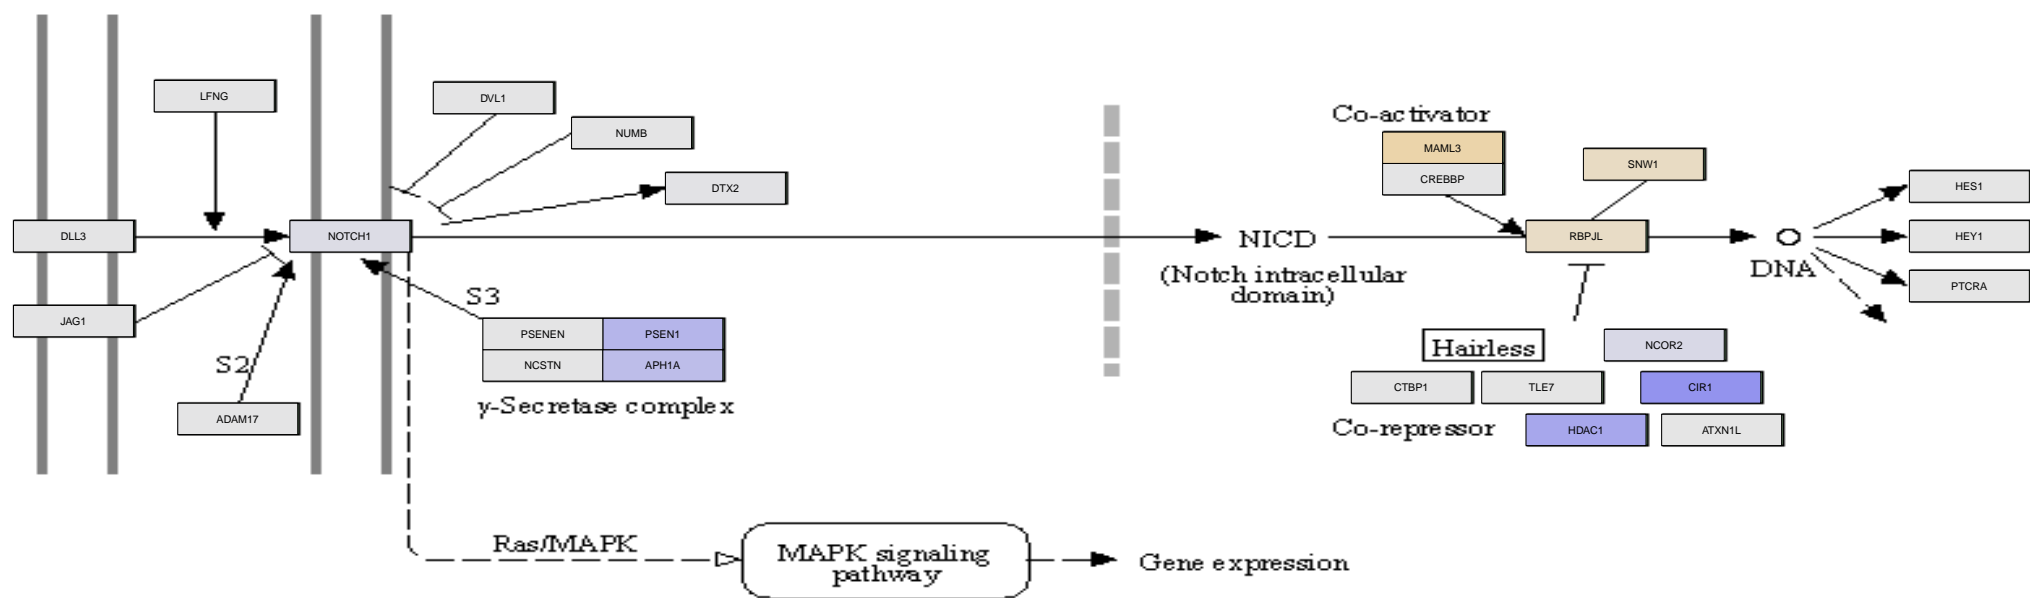 LFNG
DVL1
NUMB
DTX2
DLL3
NOTCH1
JAG1
S2
ADAM17
S3
PSENEN
PSEN1
NCSTN
APH1A
γ-Secretase complex
Ras/MAPK
MAPK signaling
pathway
Gene expression
NICD
(Notch intracellular
domain)
Co-activator
MAML3
CREBBP
SNW1
RBPJL
DNA
HES1
HEY1
PTCRA
Hairless
NCOR2
CTBP1
TLE7
CIR1
Co-repressor
HDAC1
ATXN1L